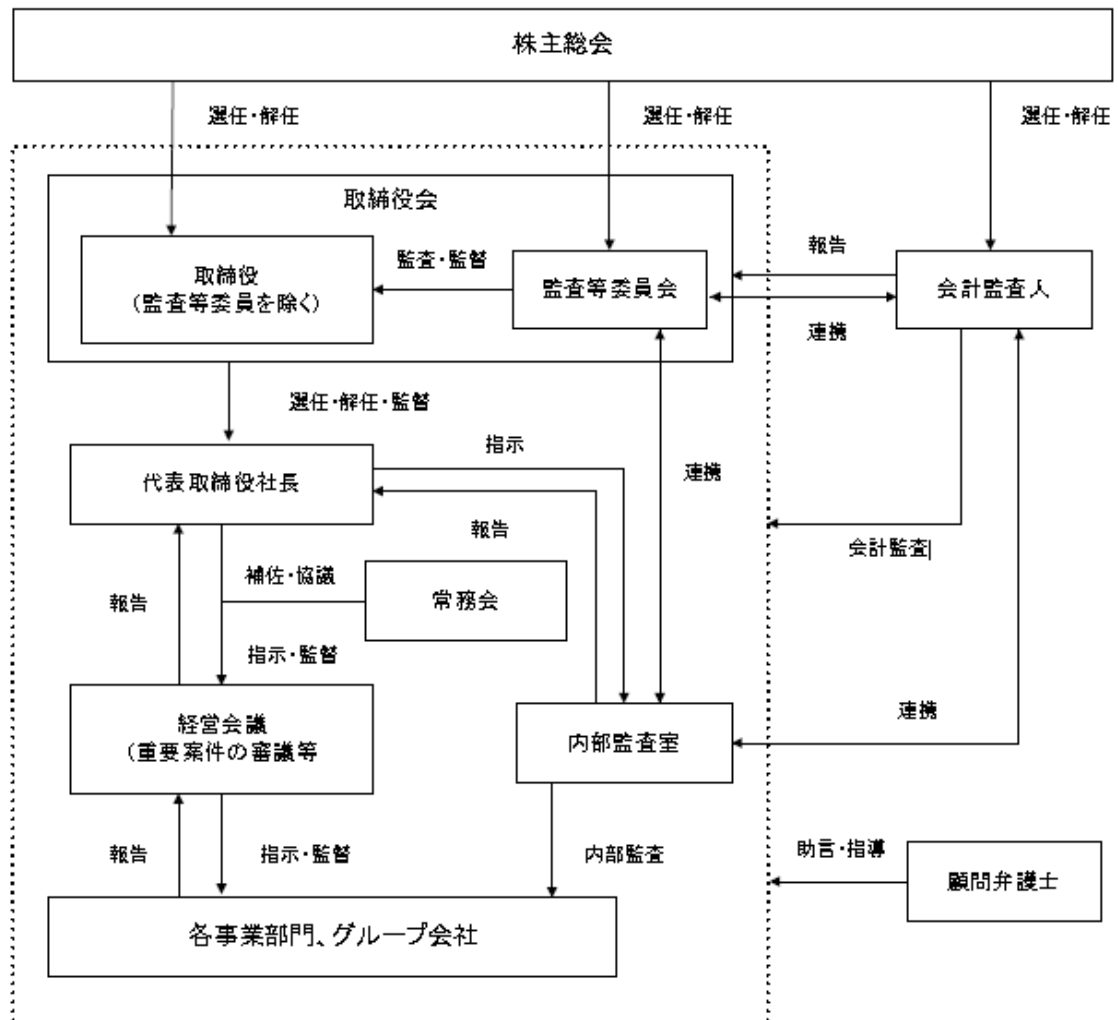 株主総会
選任・解任
選任・解任
選任・解任
取締役会
取締役
（監査等委員を除く）
監査・監督
監査等委員会
報告
連携
会計監査人
選任・解任・監督
代表取締役社長
指示
報告
連携
会計監査
補佐・協議
常務会
報告
指示・監督
経営会議
（重要案件の審議等
内部監査室
連携
報告
指示・監督
内部監査
助言・指導
顧問弁護士
各事業部門、グループ会社